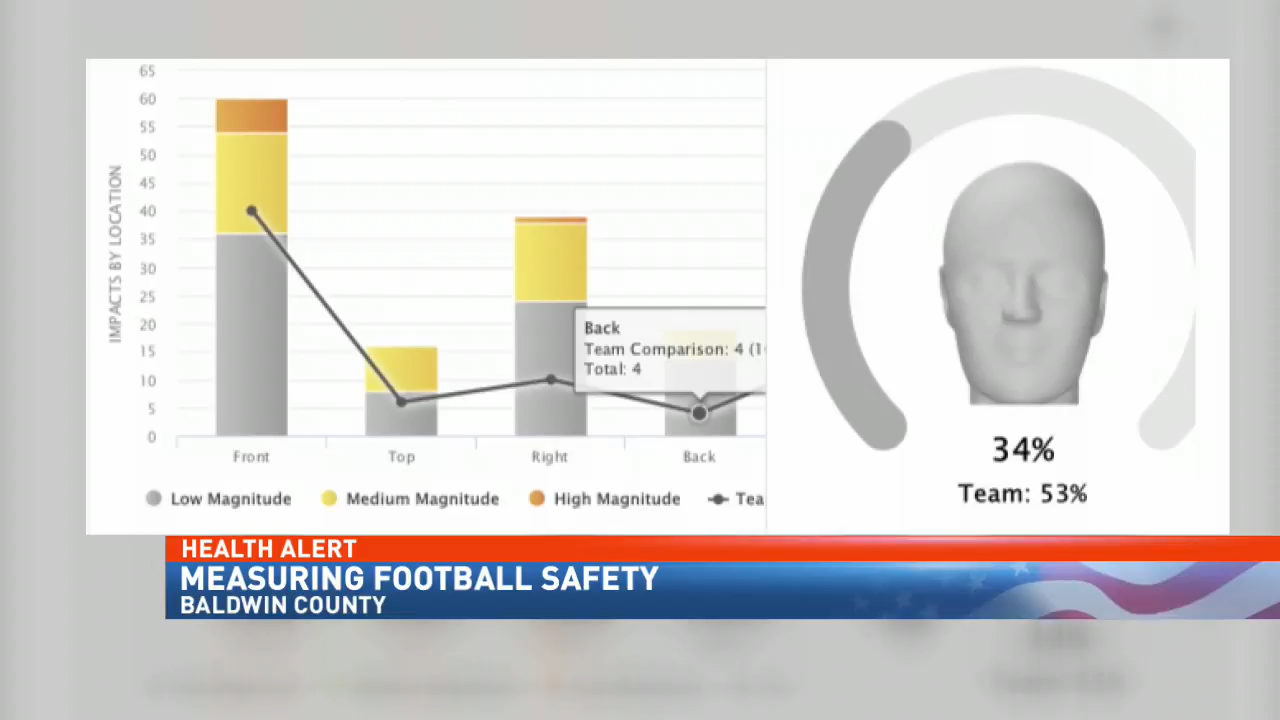 65
60
55
50
45
40
35
30
25
20
15
10
5
0
IMPACTS BY LOCATION
Back
Team Comparison: 4 (1
Total: 4
Front
Top
Right
Back
Low Magnitude
Medium Magnitude
High Magnitude
34%
Team: 53%
HEALTH ALERT
MEASURING FOOTBALL SAFETY
BALDWIN COUNTY